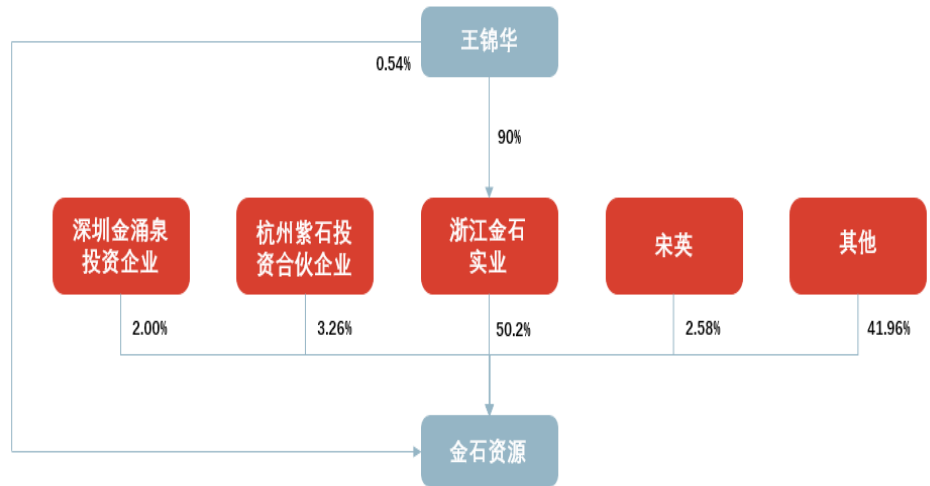 王锦华
0.54%
90%
深圳金涌泉
投资企业
杭州紫石投
资合伙企业
浙江金石
实业
宋英
其他
2.00%
3.26%
50.2%
2.58%
41.96%
金石资源